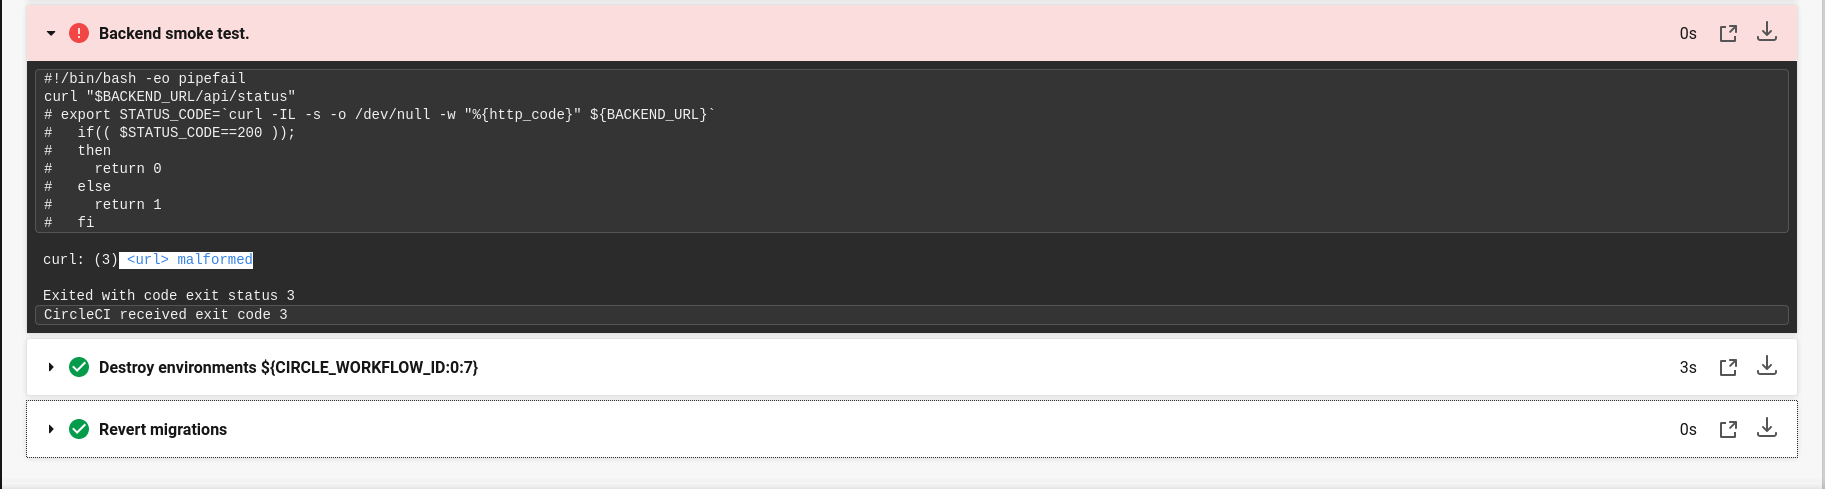 Backend smoke test.
0s
#!/bin/bash -eo pipefail
curl "$BACKEND_URL/api/status"
# export STATUS_CODE=`curl -IL -s -o /dev/null -w "%{http_code}" ${BACKEND_URL}`
#   if(( $STATUS_CODE==200 ));
#   then
#     return 0
#   else
#     return 1
#   fi
curl: (3) <url> malformed
Exited with code exit status 3
CircleCI received exit code 3
Destroy environments ${CIRCLE_WORKFLOW_ID:0:7}
3s
Revert migrations
0s